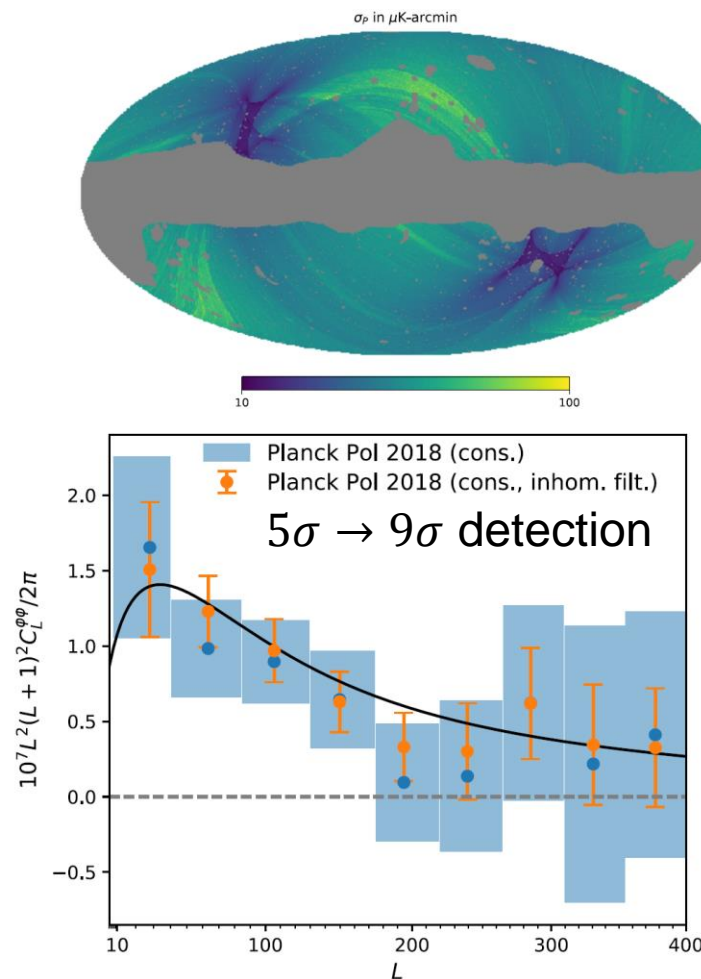 σ_P in μK-arcmin
10 100
Planck Pol 2018 (cons.)
Planck Pol 2018 (cons., inhom. filt.)
5σ → 9σ detection
10⁷L²(L + 1)²C_L^{ϕϕ}/2π
2.0
1.5
1.0
0.5
0.0
−0.5
10 100 200 300 400
L